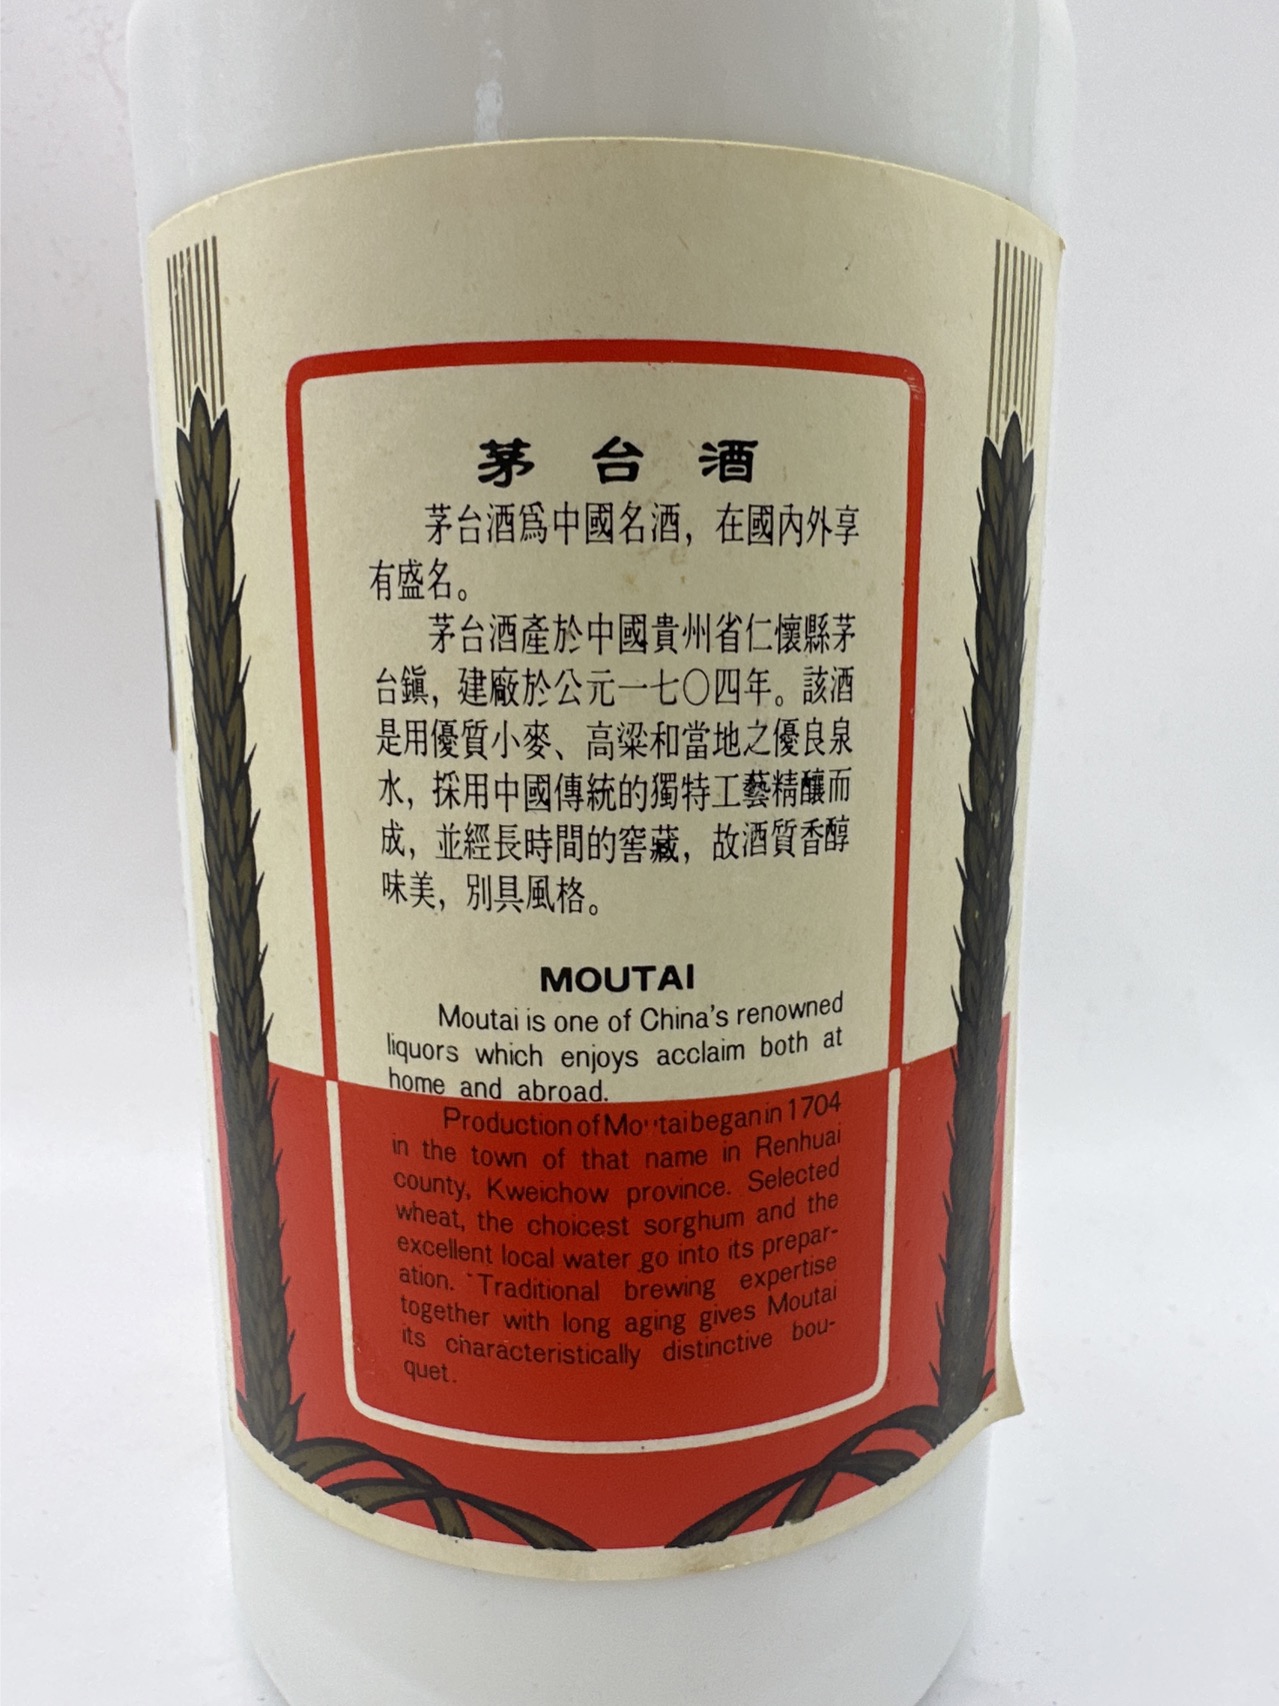 茅台酒
茅台酒爲中國名酒，在國內外享
有盛名。
茅台酒產於中國貴州省仁懷縣茅
台鎭，建廠於公元一七〇四年。該酒
是用優質小麥、高粱和當地之優良泉
水，採用中國傳統的獨特工藝精釀而
成，並經長時間的窖藏，故酒質香醇
味美，別具風格。
MOUTAI
Moutai is one of China's renowned
liquors which enjoys acclaim both at
home and abroad.
Production of Moutai began in 1704
in the town of that name in Renhuai
county, Kweichow province. Selected
wheat, the choicest sorghum and the
excellent local water go into its prepar-
ation. Traditional brewing expertise
together with long aging gives Moutai
its characteristically distinctive bou-
quet.